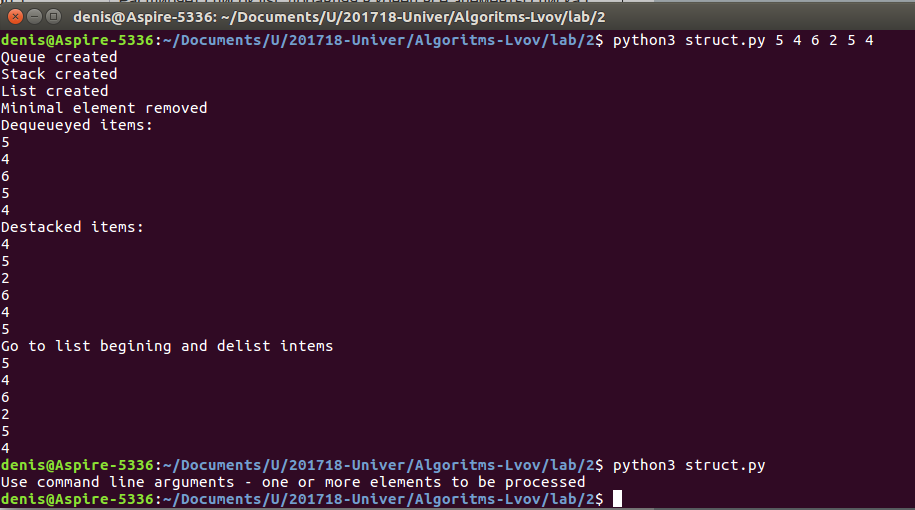 denis@Aspire-5336: ~/Documents/U/201718-Univer/Algoritms-Lvov/lab/2
denis@Aspire-5336:~/Documents/U/201718-Univer/Algoritms-Lvov/lab/2$ python3 struct.py 5 4 6 2 5 4
Queue created
Stack created
List created
Minimal element removed
Dequeueyed items:
5
4
6
5
4
Destacked items:
4
5
2
6
4
5
Go to list begining and delist intems
5
4
6
2
5
4
denis@Aspire-5336:~/Documents/U/201718-Univer/Algoritms-Lvov/lab/2$ python3 struct.py
Use command line arguments - one or more elements to be processed
denis@Aspire-5336:~/Documents/U/201718-Univer/Algoritms-Lvov/lab/2$